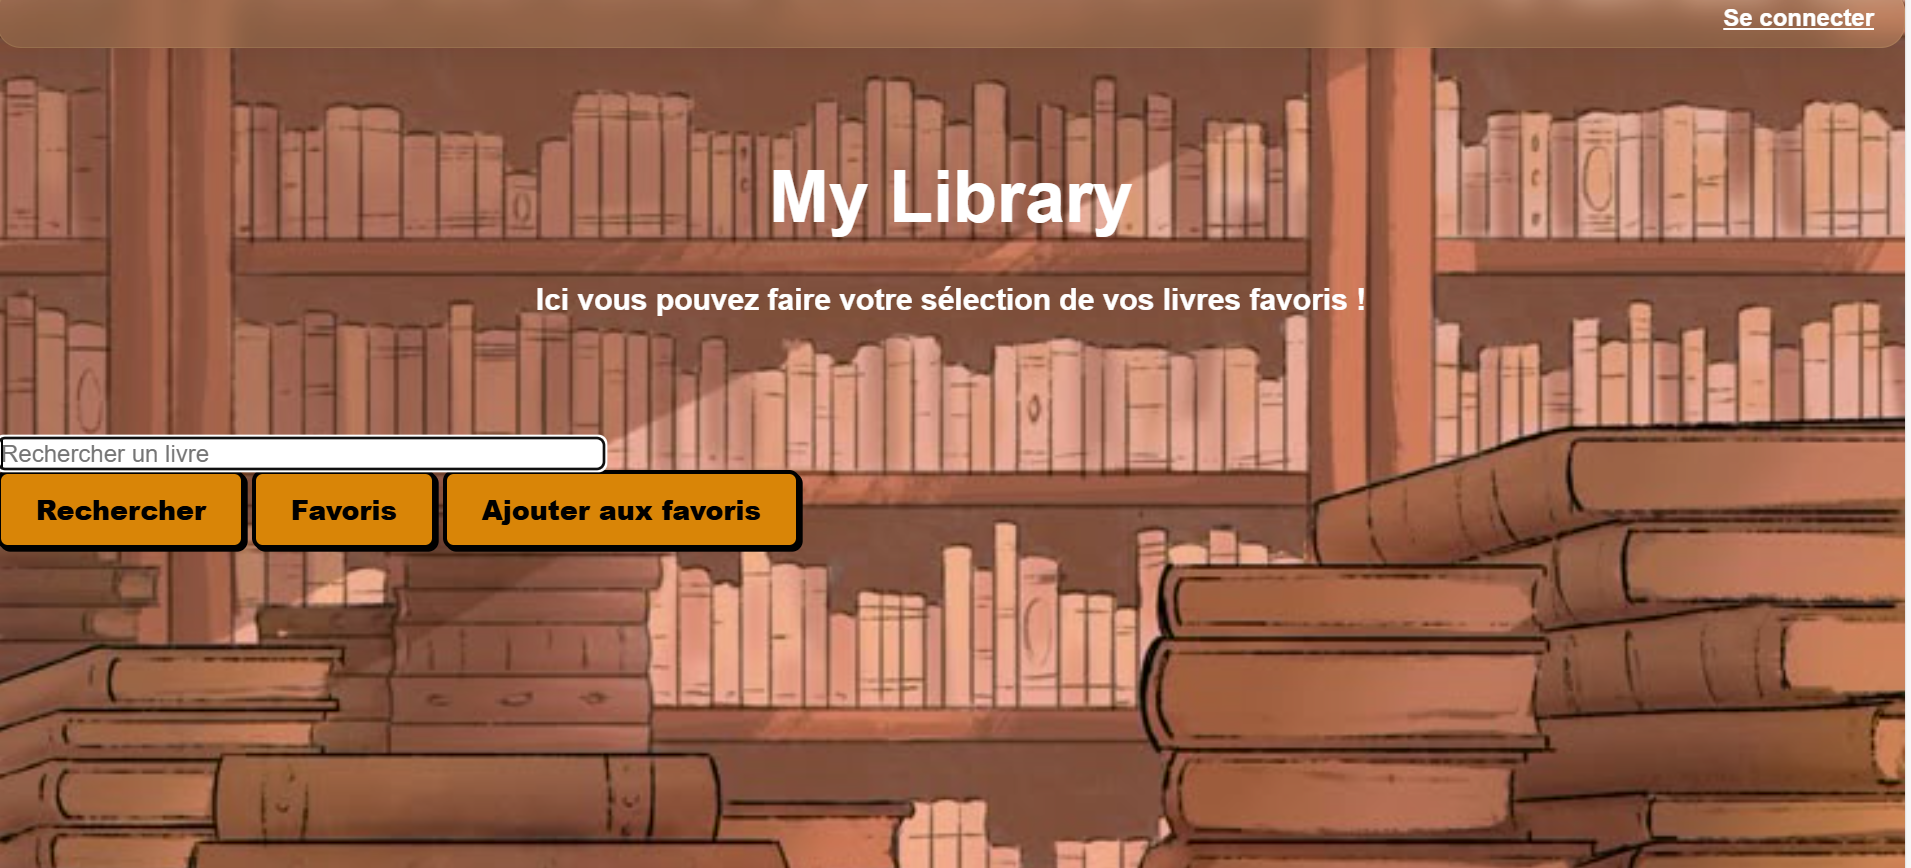 Se connecter
My Library
Ici vous pouvez faire votre sélection de vos livres favoris !
Rechercher un livre
Rechercher
Favoris
Ajouter aux favoris